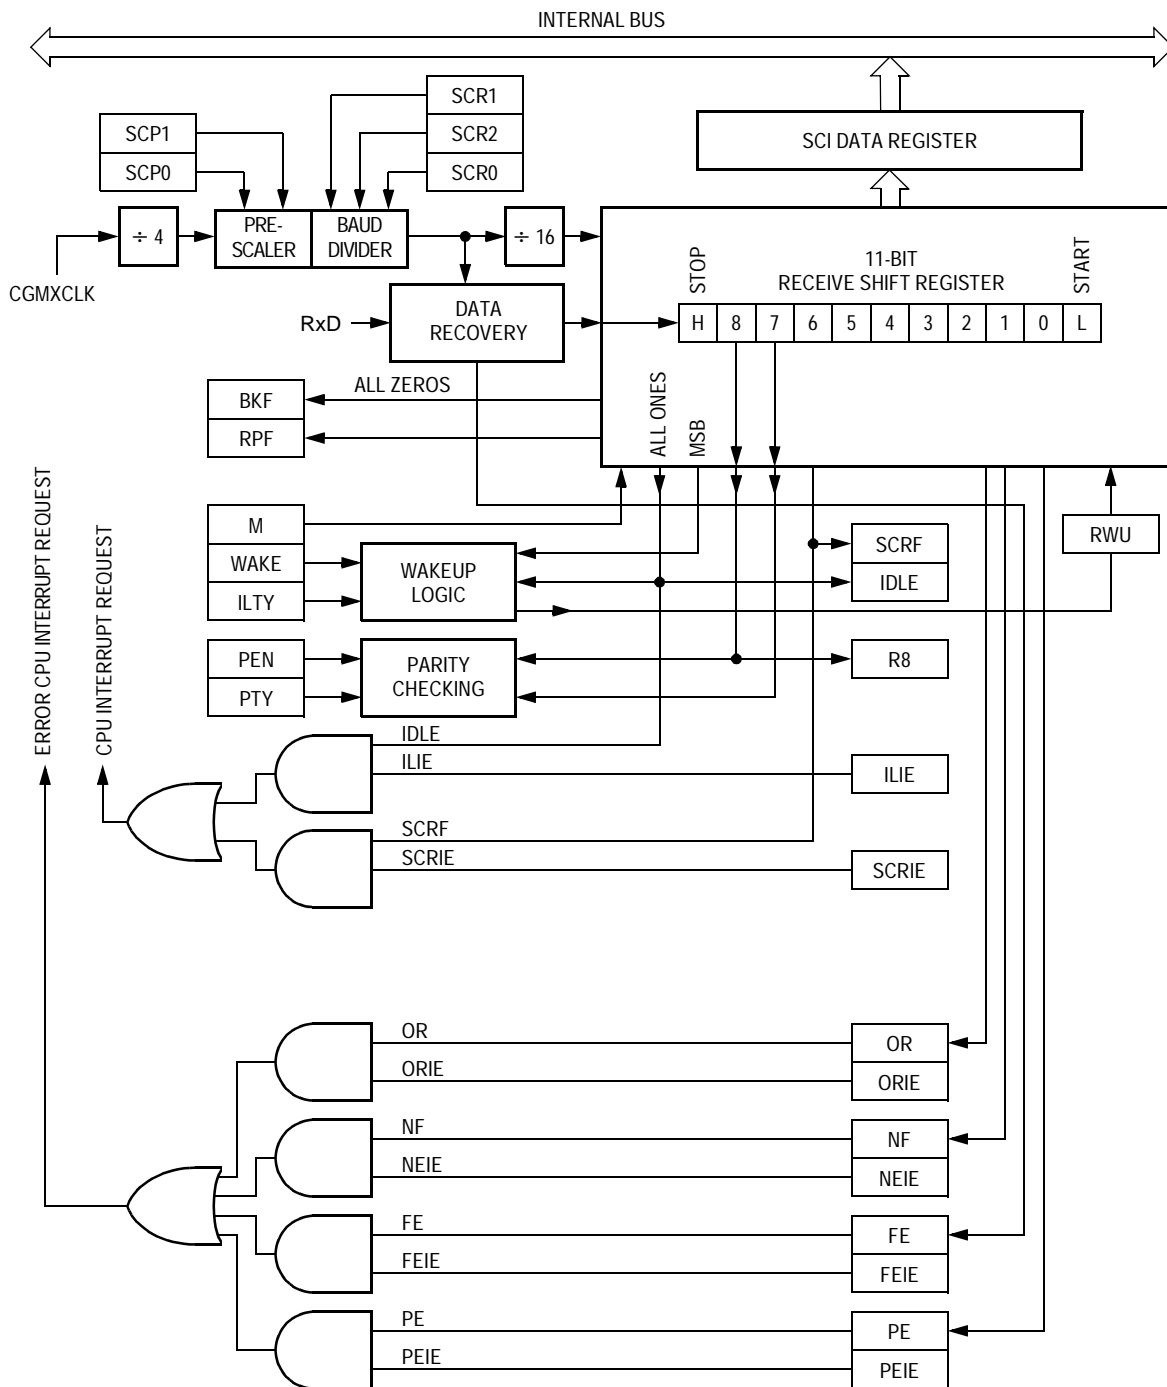 INTERNAL BUS
SCR1
SCR2
SCR0
SCP1
SCP0
SCI DATA REGISTER
÷ 4
PRE-
SCALER
BAUD
DIVIDER
÷ 16
CGMXCLK
RxD
DATA
RECOVERY
STOP
11-BIT
RECEIVE SHIFT REGISTER
START
H 8 7 6 5 4 3 2 1 0 L
ALL ZEROS
BKF
RPF
ALL ONES
MSB
M
WAKE
ILTY
WAKEUP
LOGIC
SCRF
IDLE
RWU
PEN
PTY
PARITY
CHECKING
R8
ERROR CPU INTERRUPT REQUEST
CPU INTERRUPT REQUEST
IDLE
ILIE
ILIE
SCRF
SCRIE
SCRIE
OR
OR
ORIE
ORIE
NF
NF
NEIE
NEIE
FE
FE
FEIE
FEIE
PE
PE
PEIE
PEIE